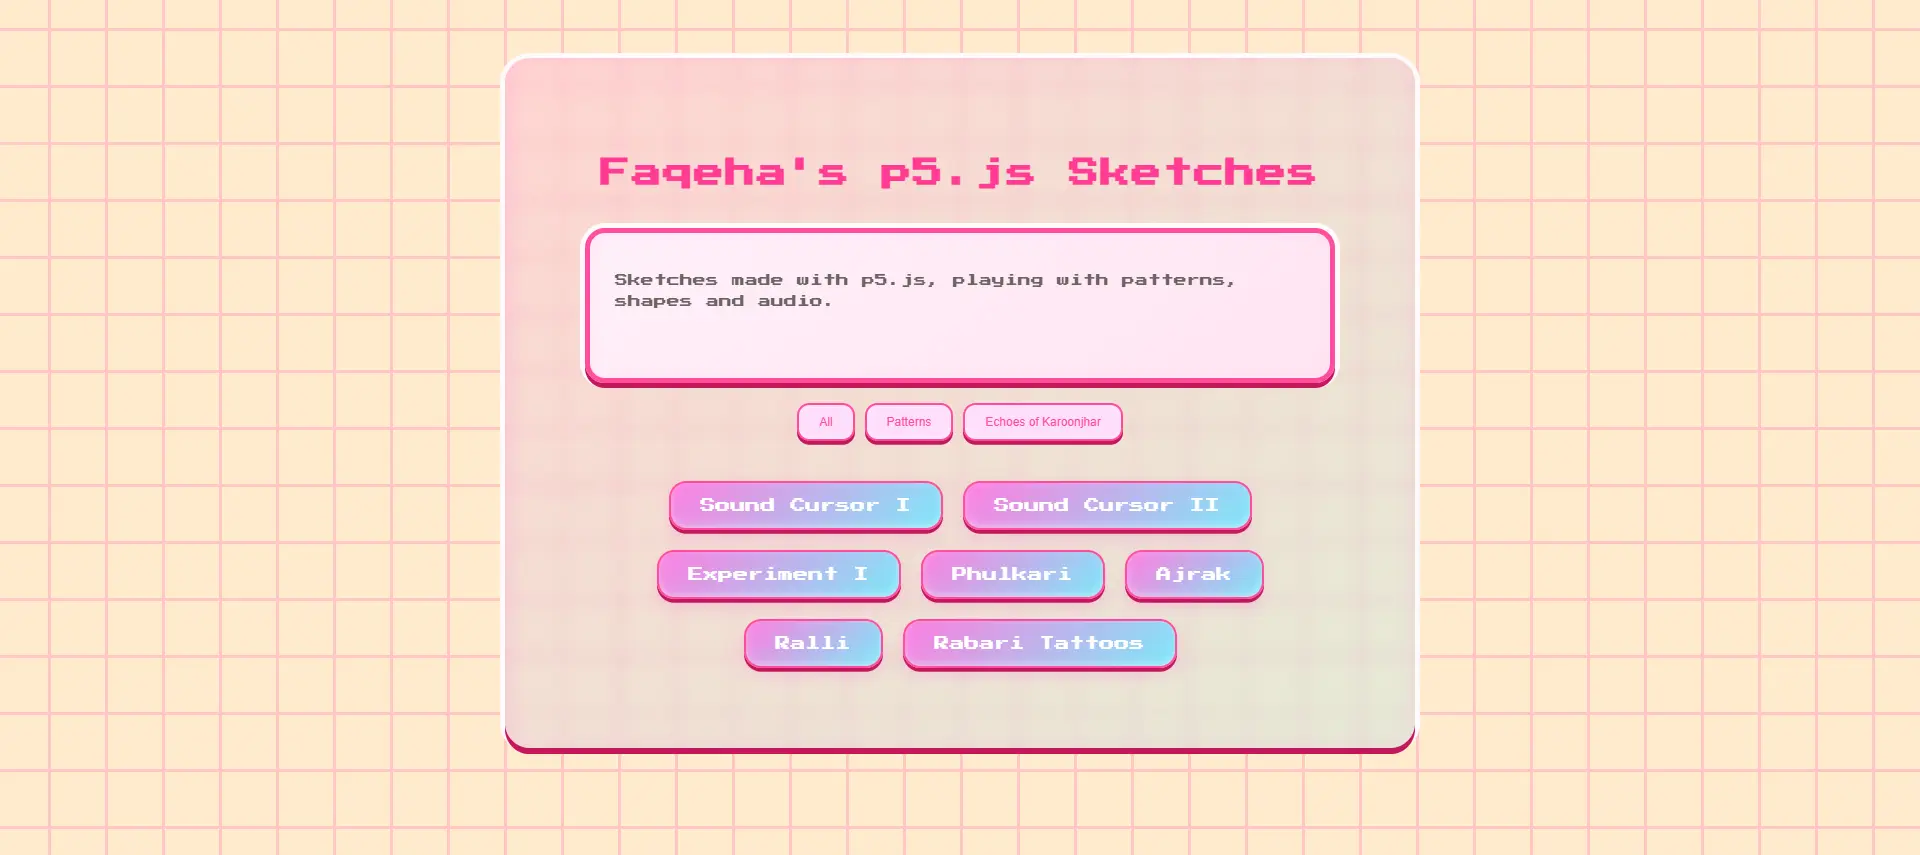 Faqeha's p5.js Sketches
Sketches made with p5.js, playing with patterns,
shapes and audio.
All Patterns Echoes of Karoonjhar
Sound Cursor I Sound Cursor II
Experiment I Phulkari Ajrak
Ralli Rabari Tattoos